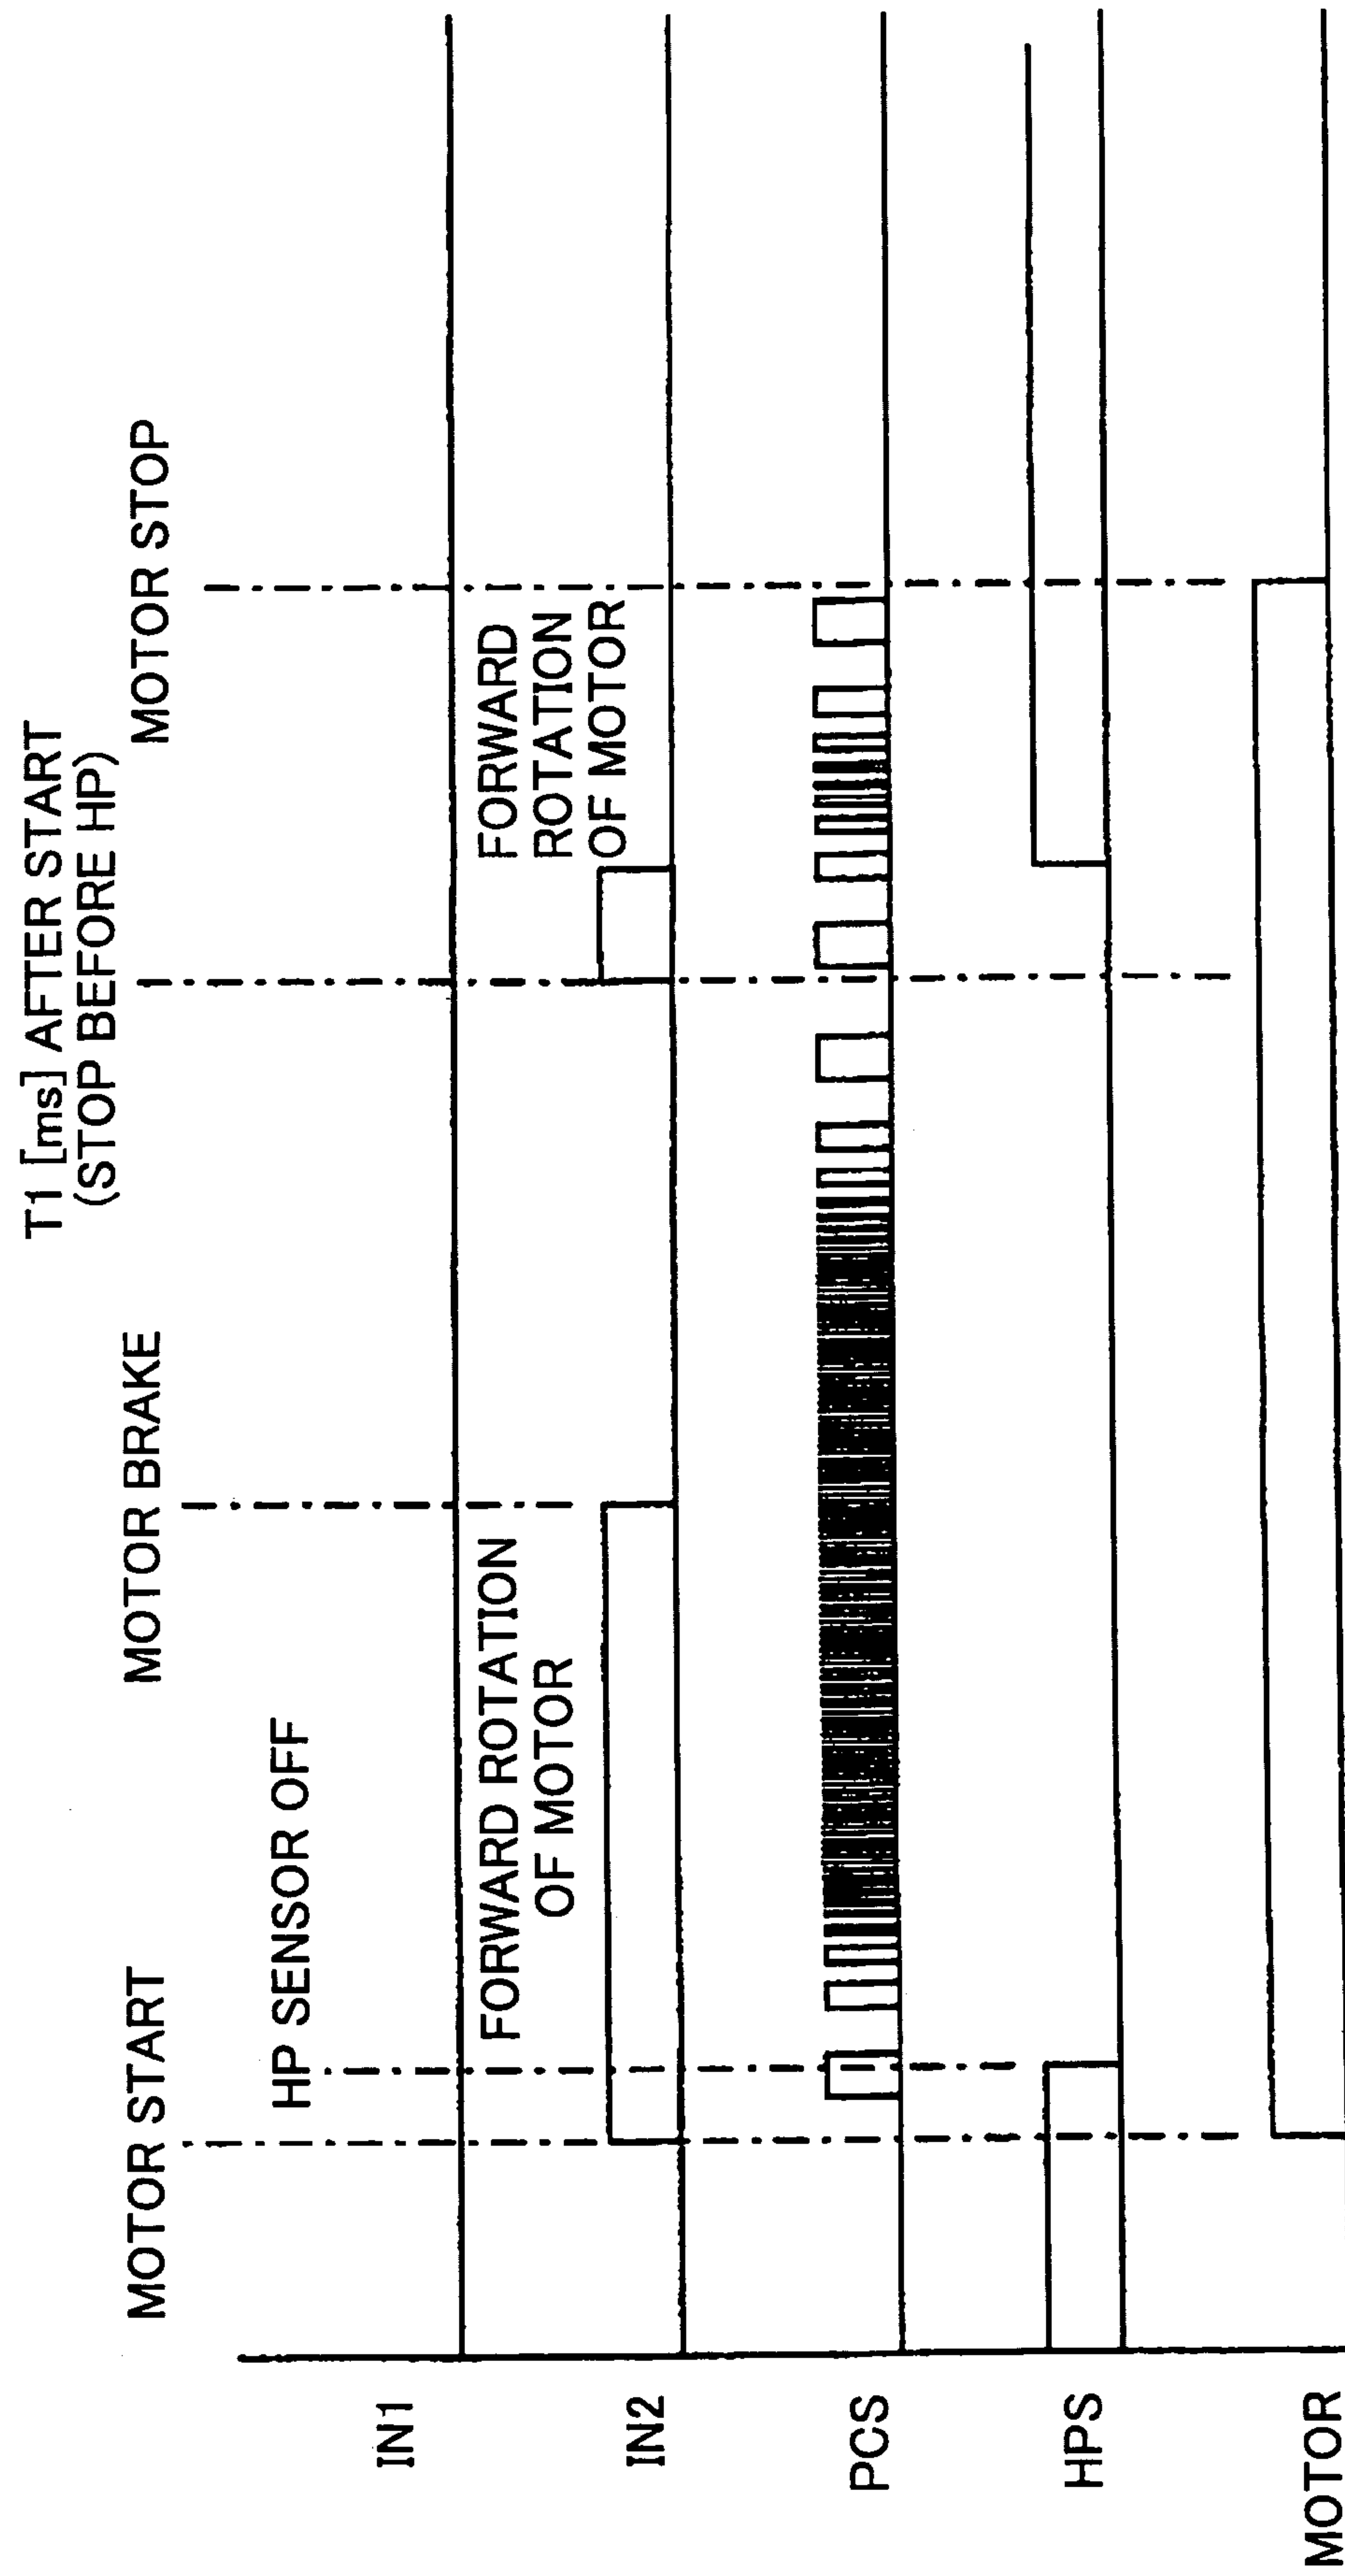 T1 [ms] AFTER START
(STOP BEFORE HP)
MOTOR START
MOTOR BRAKE
MOTOR STOP
HP SENSOR OFF
IN1
FORWARD ROTATION
OF MOTOR
FORWARD
ROTATION
OF MOTOR
IN2
PCS
HPS
MOTOR